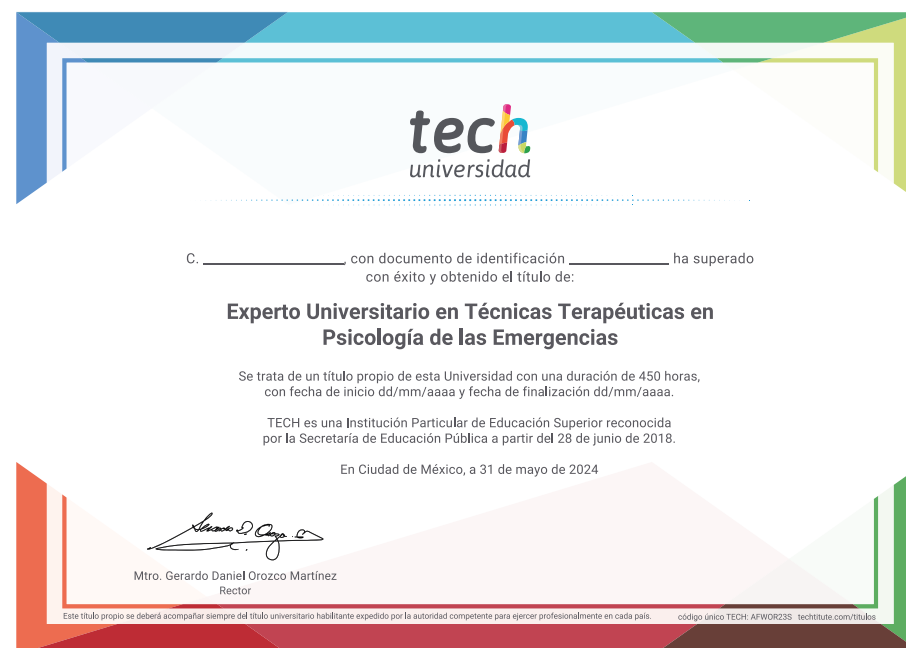 tech
universidad
C. ____________, con documento de identificación ____________ ha superado
con éxito y obtenido el título de:
Experto Universitario en Técnicas Terapéuticas en
Psicología de las Emergencias
Se trata de un título propio de esta Universidad con una duración de 450 horas,
con fecha de inicio dd/mm/aaaa y fecha de finalización dd/mm/aaaa.
TECH es una Institución Particular de Educación Superior reconocida
por la Secretaría de Educación Pública a partir del 28 de junio de 2018.
En Ciudad de México, a 31 de mayo de 2024
Mtro. Gerardo Daniel Orozco Martínez
Rector
Este título propio se deberá acompañar siempre del título universitario habilitante expedido por la autoridad competente para ejercer profesionalmente en cada país. código único TECH: AFWOR23S techtitute.com/titulos